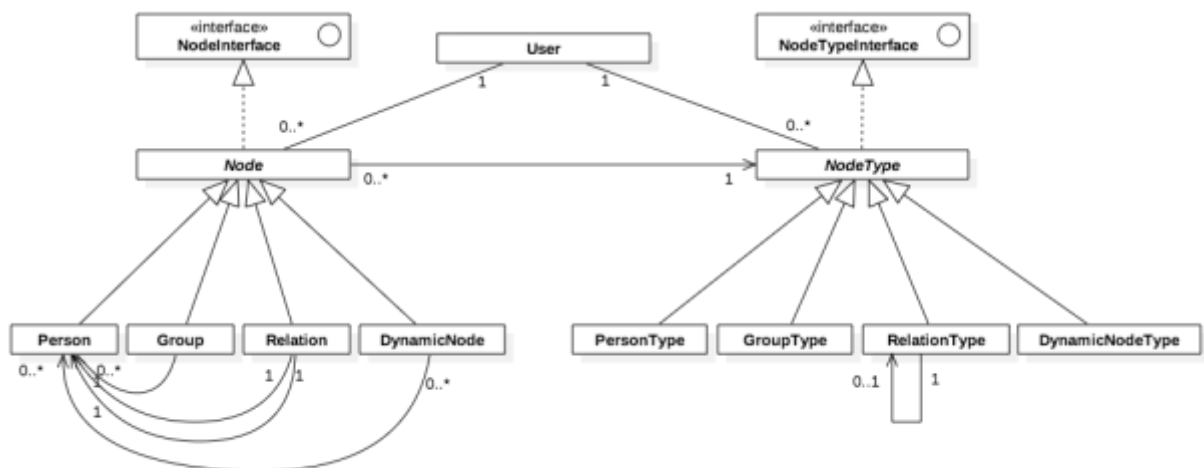 «interface»
NodeInterface
User
«interface»
NodeTypeInterface
1
1
0..*
0..*
Node
NodeType
0..*
1
Person
Group
Relation
DynamicNode
PersonType
GroupType
RelationType
DynamicNodeType
0..*
0..*
1
1
1
1
0..*
0..1
1